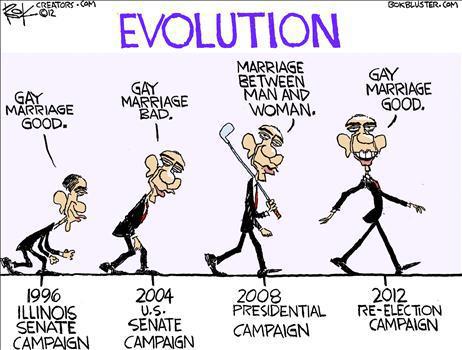 BOK
CREATORS.COM
©12
BOKBLUSTER.COM
EVOLUTION
GAY
MARRIAGE
GOOD.
GAY
MARRIAGE
BAD.
MARRIAGE
BETWEEN
MAN AND
WOMAN.
GAY
MARRIAGE
GOOD.
1996
ILLINOIS
SENATE
CAMPAIGN
2004
U.S.
SENATE
CAMPAIGN
2008
PRESIDENTIAL
CAMPAIGN
2012
RE-ELECTION
CAMPAIGN